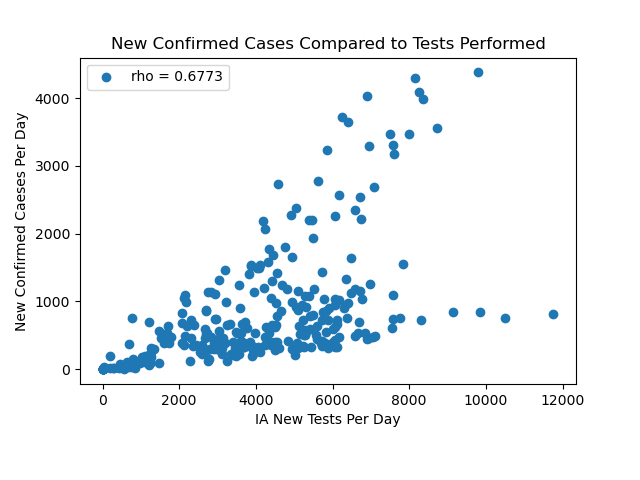 New Confirmed Cases Compared to Tests Performed
rho = 0.6773
New Confirmed Caeses Per Day
4000
3000
2000
1000
0
0 2000 4000 6000 8000 10000 12000
IA New Tests Per Day